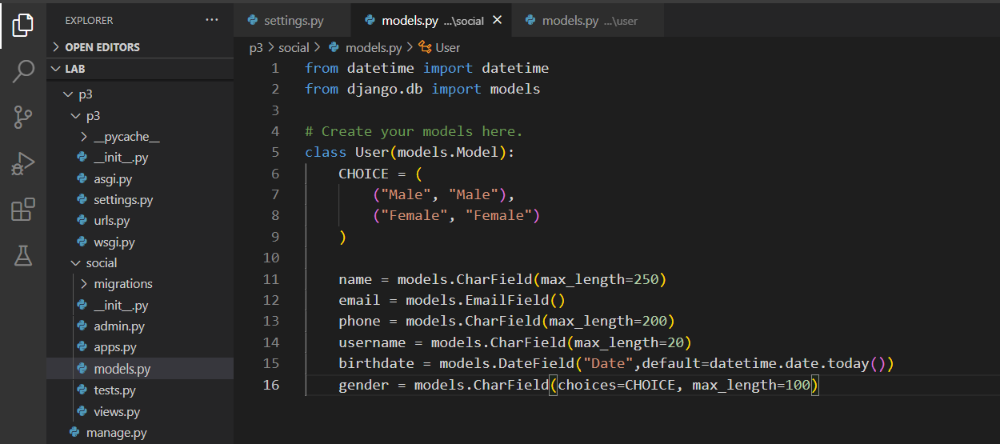 EXPLORER
···
OPEN EDITORS
LAB
p3
p3
__pycache__
__init__.py
asgi.py
settings.py
urls.py
wsgi.py
social
migrations
__init__.py
admin.py
apps.py
models.py
tests.py
views.py
manage.py
settings.py models.py ...\social × models.py ...\user
p3 > social > models.py > User
1 from datetime import datetime
2 from django.db import models
3
4 # Create your models here.
5 class User(models.Model):
6     CHOICE = (
7         ("Male", "Male"),
8         ("Female", "Female")
9     )
10
11     name = models.CharField(max_length=250)
12     email = models.EmailField()
13     phone = models.CharField(max_length=200)
14     username = models.CharField(max_length=20)
15     birthdate = models.DateField("Date",default=datetime.date.today())
16     gender = models.CharField(choices=CHOICE, max_length=100)